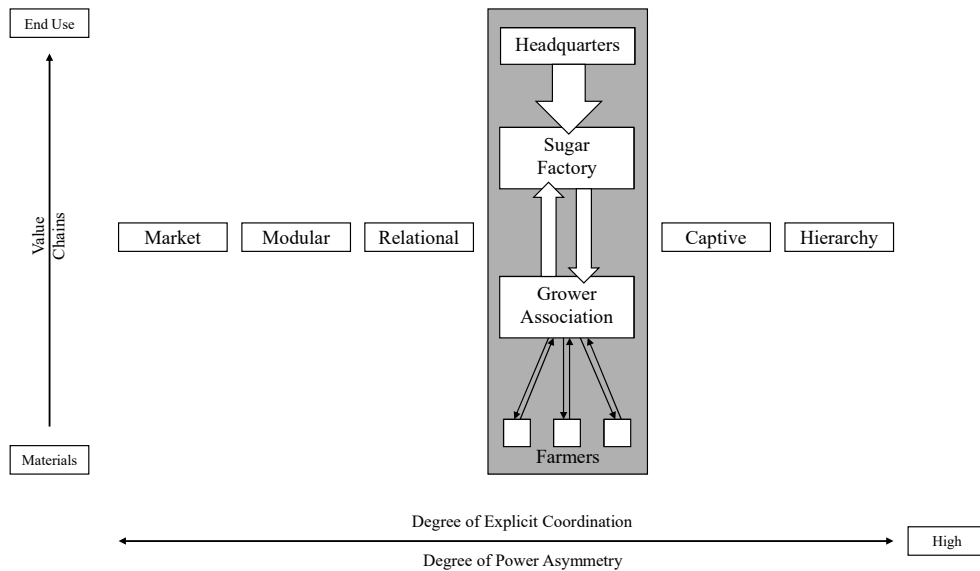 End Use
Headquarters
Sugar
Factory
Value
Chains
Market
Modular
Relational
Captive
Hierarchy
Grower
Association
Farmers
Materials
Degree of Explicit Coordination
High
Degree of Power Asymmetry